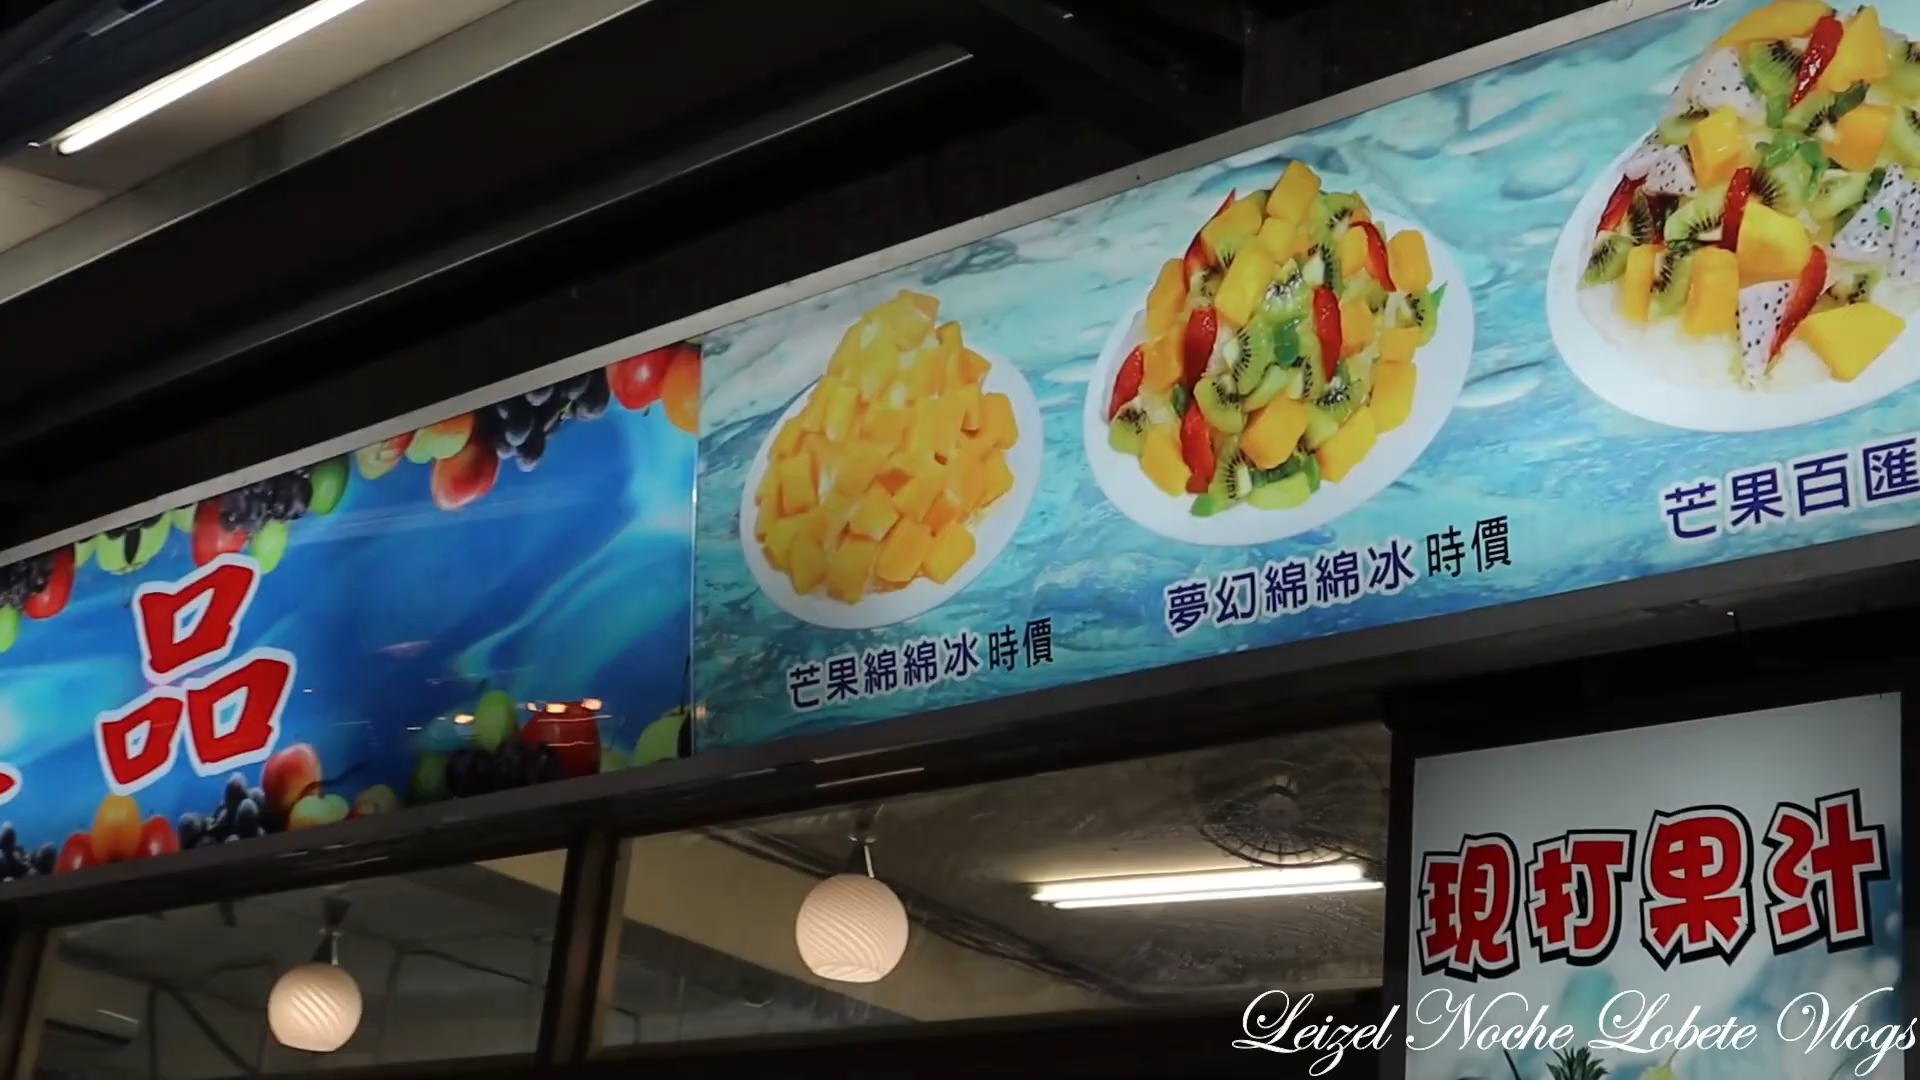 品
芒果綿綿冰 時價
夢幻綿綿冰 時價
芒果百匯
現打果汁
Leizel Noche Lobete Vlogs